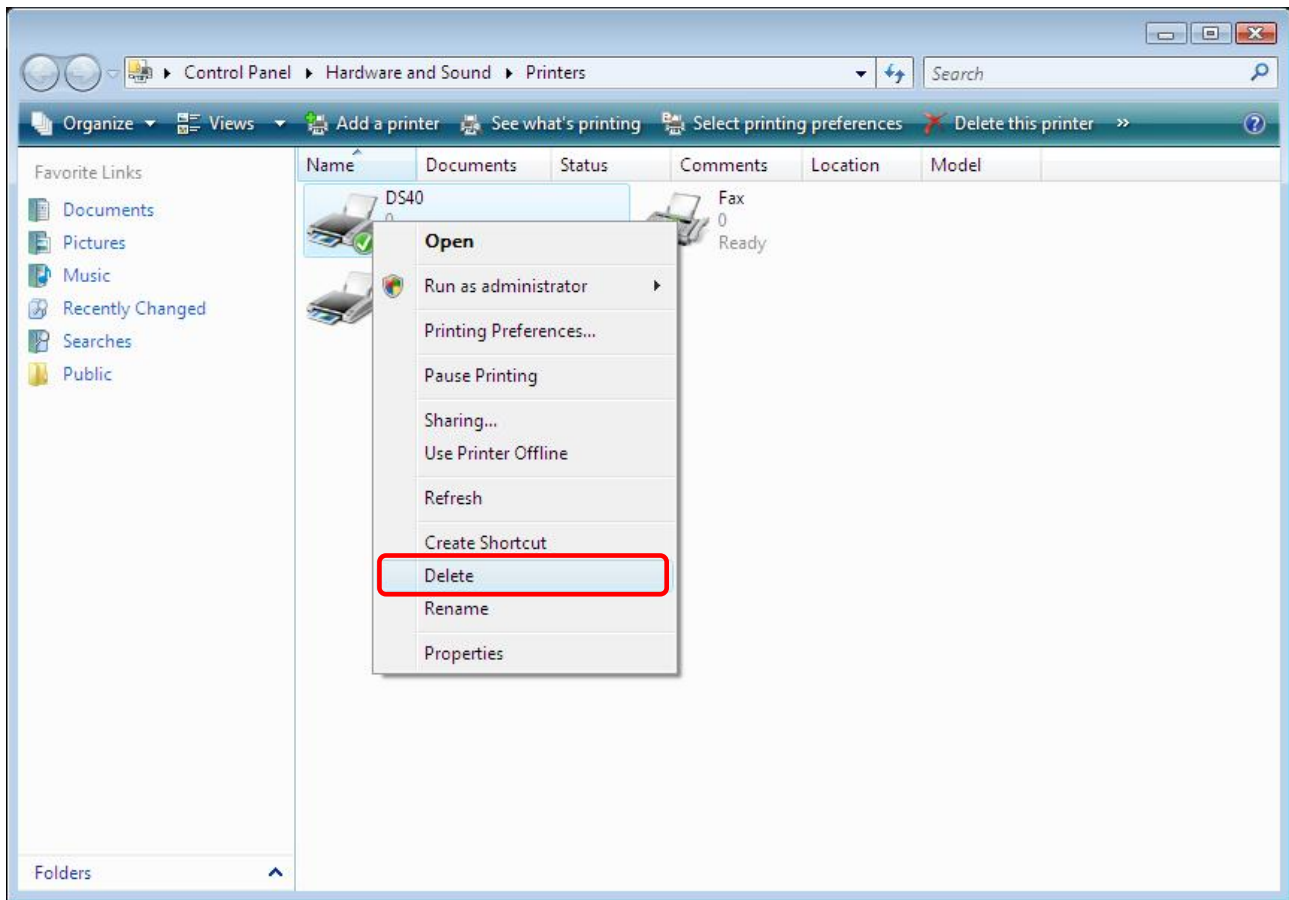 Control Panel ▸ Hardware and Sound ▸ Printers
Search
Organize Views Add a printer See what's printing Select printing preferences Delete this printer »
Favorite Links
Documents
Pictures
Music
Recently Changed
Searches
Public
Folders
Name Documents Status Comments Location Model
DS40
0
Fax
0
Ready
Open
Run as administrator
Printing Preferences...
Pause Printing
Sharing...
Use Printer Offline
Refresh
Create Shortcut
Delete
Rename
Properties